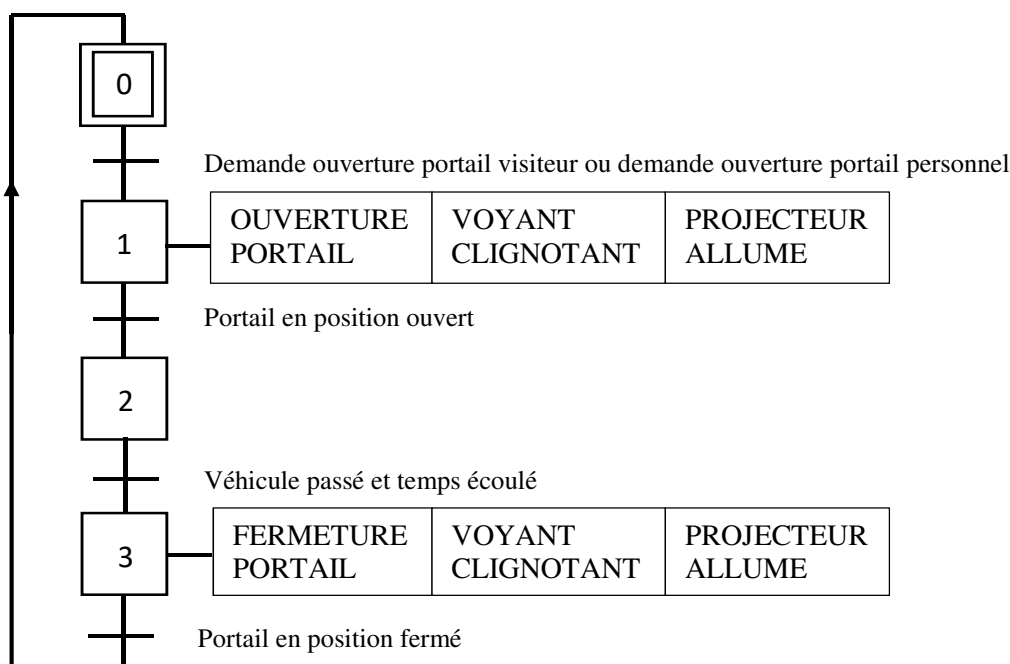 0
Demande ouverture portail visiteur ou demande ouverture portail personnel
1
OUVERTURE PORTAIL
VOYANT CLIGNOTANT
PROJECTEUR ALLUME
Portail en position ouvert
2
Véhicule passé et temps écoulé
3
FERMETURE PORTAIL
VOYANT CLIGNOTANT
PROJECTEUR ALLUME
Portail en position fermé